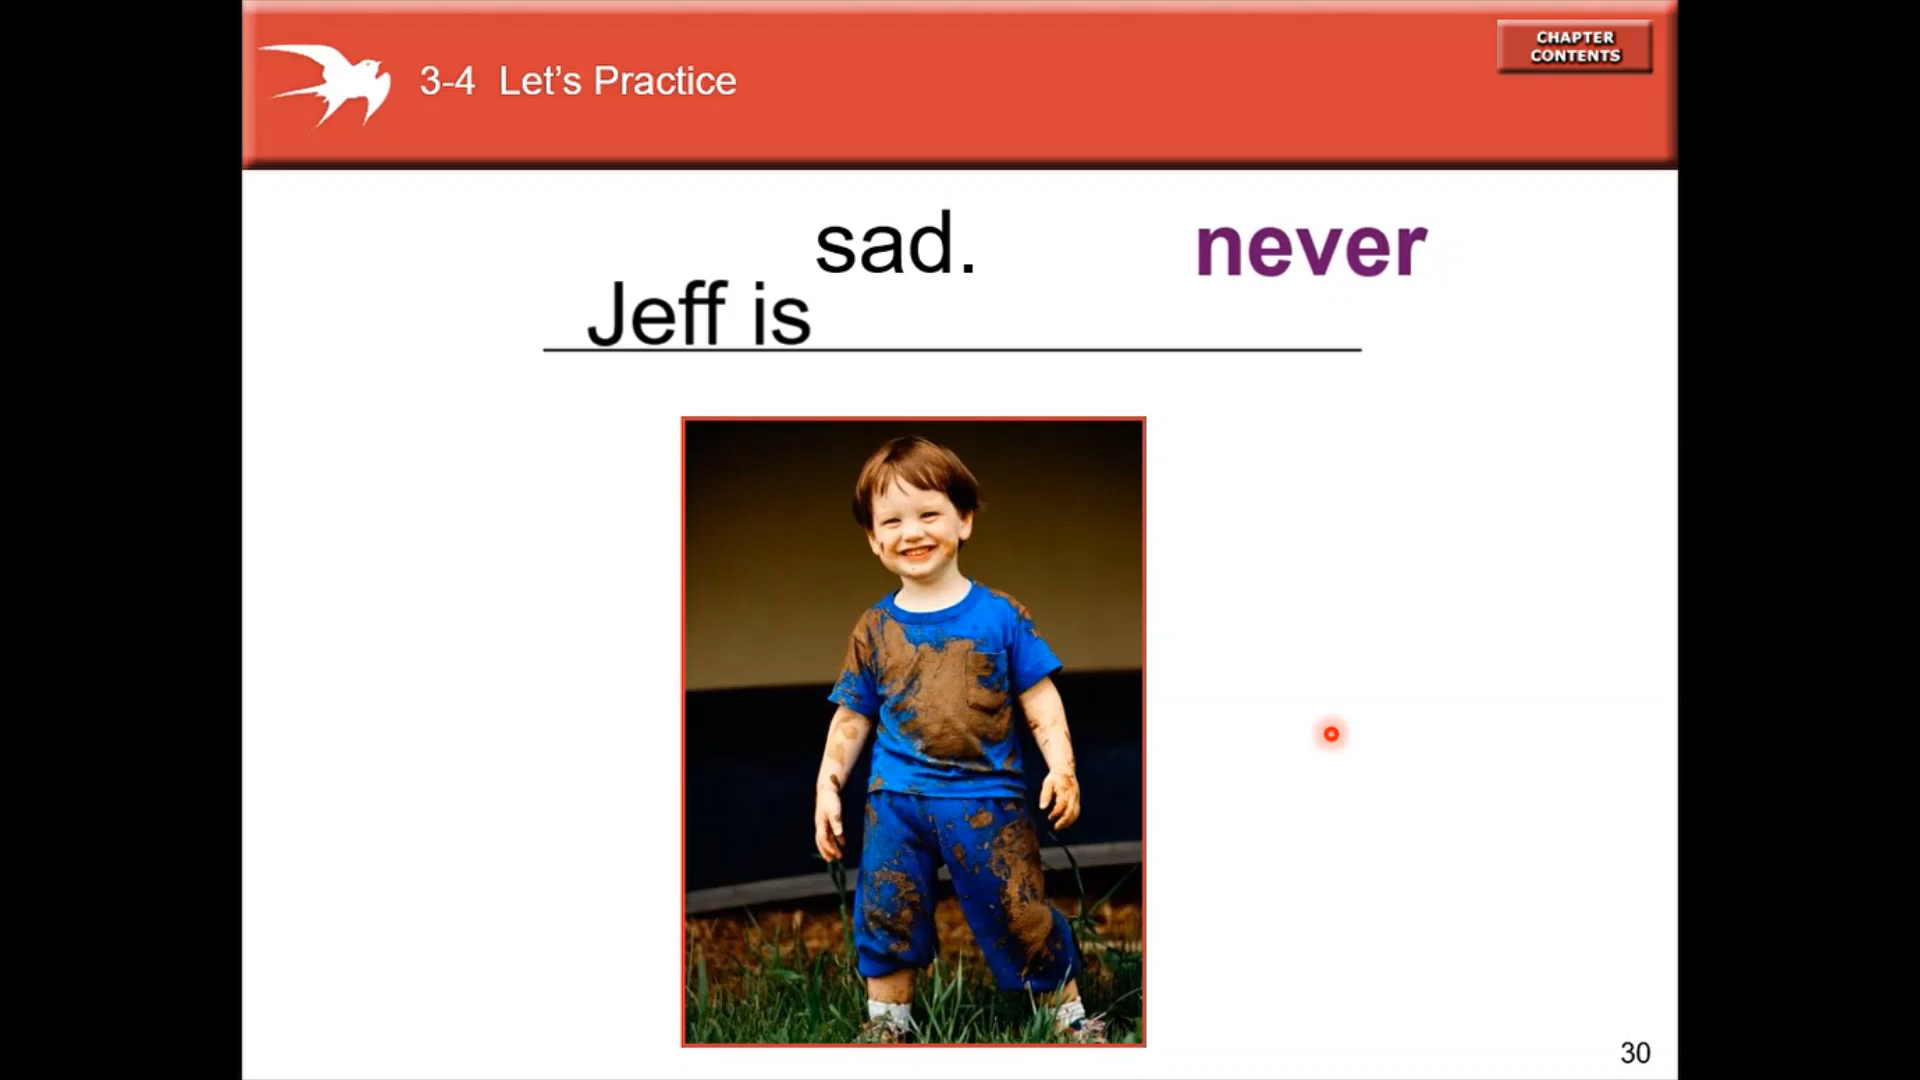 3-4 Let’s Practice
CHAPTER
CONTENTS
sad.
never
Jeff is
30